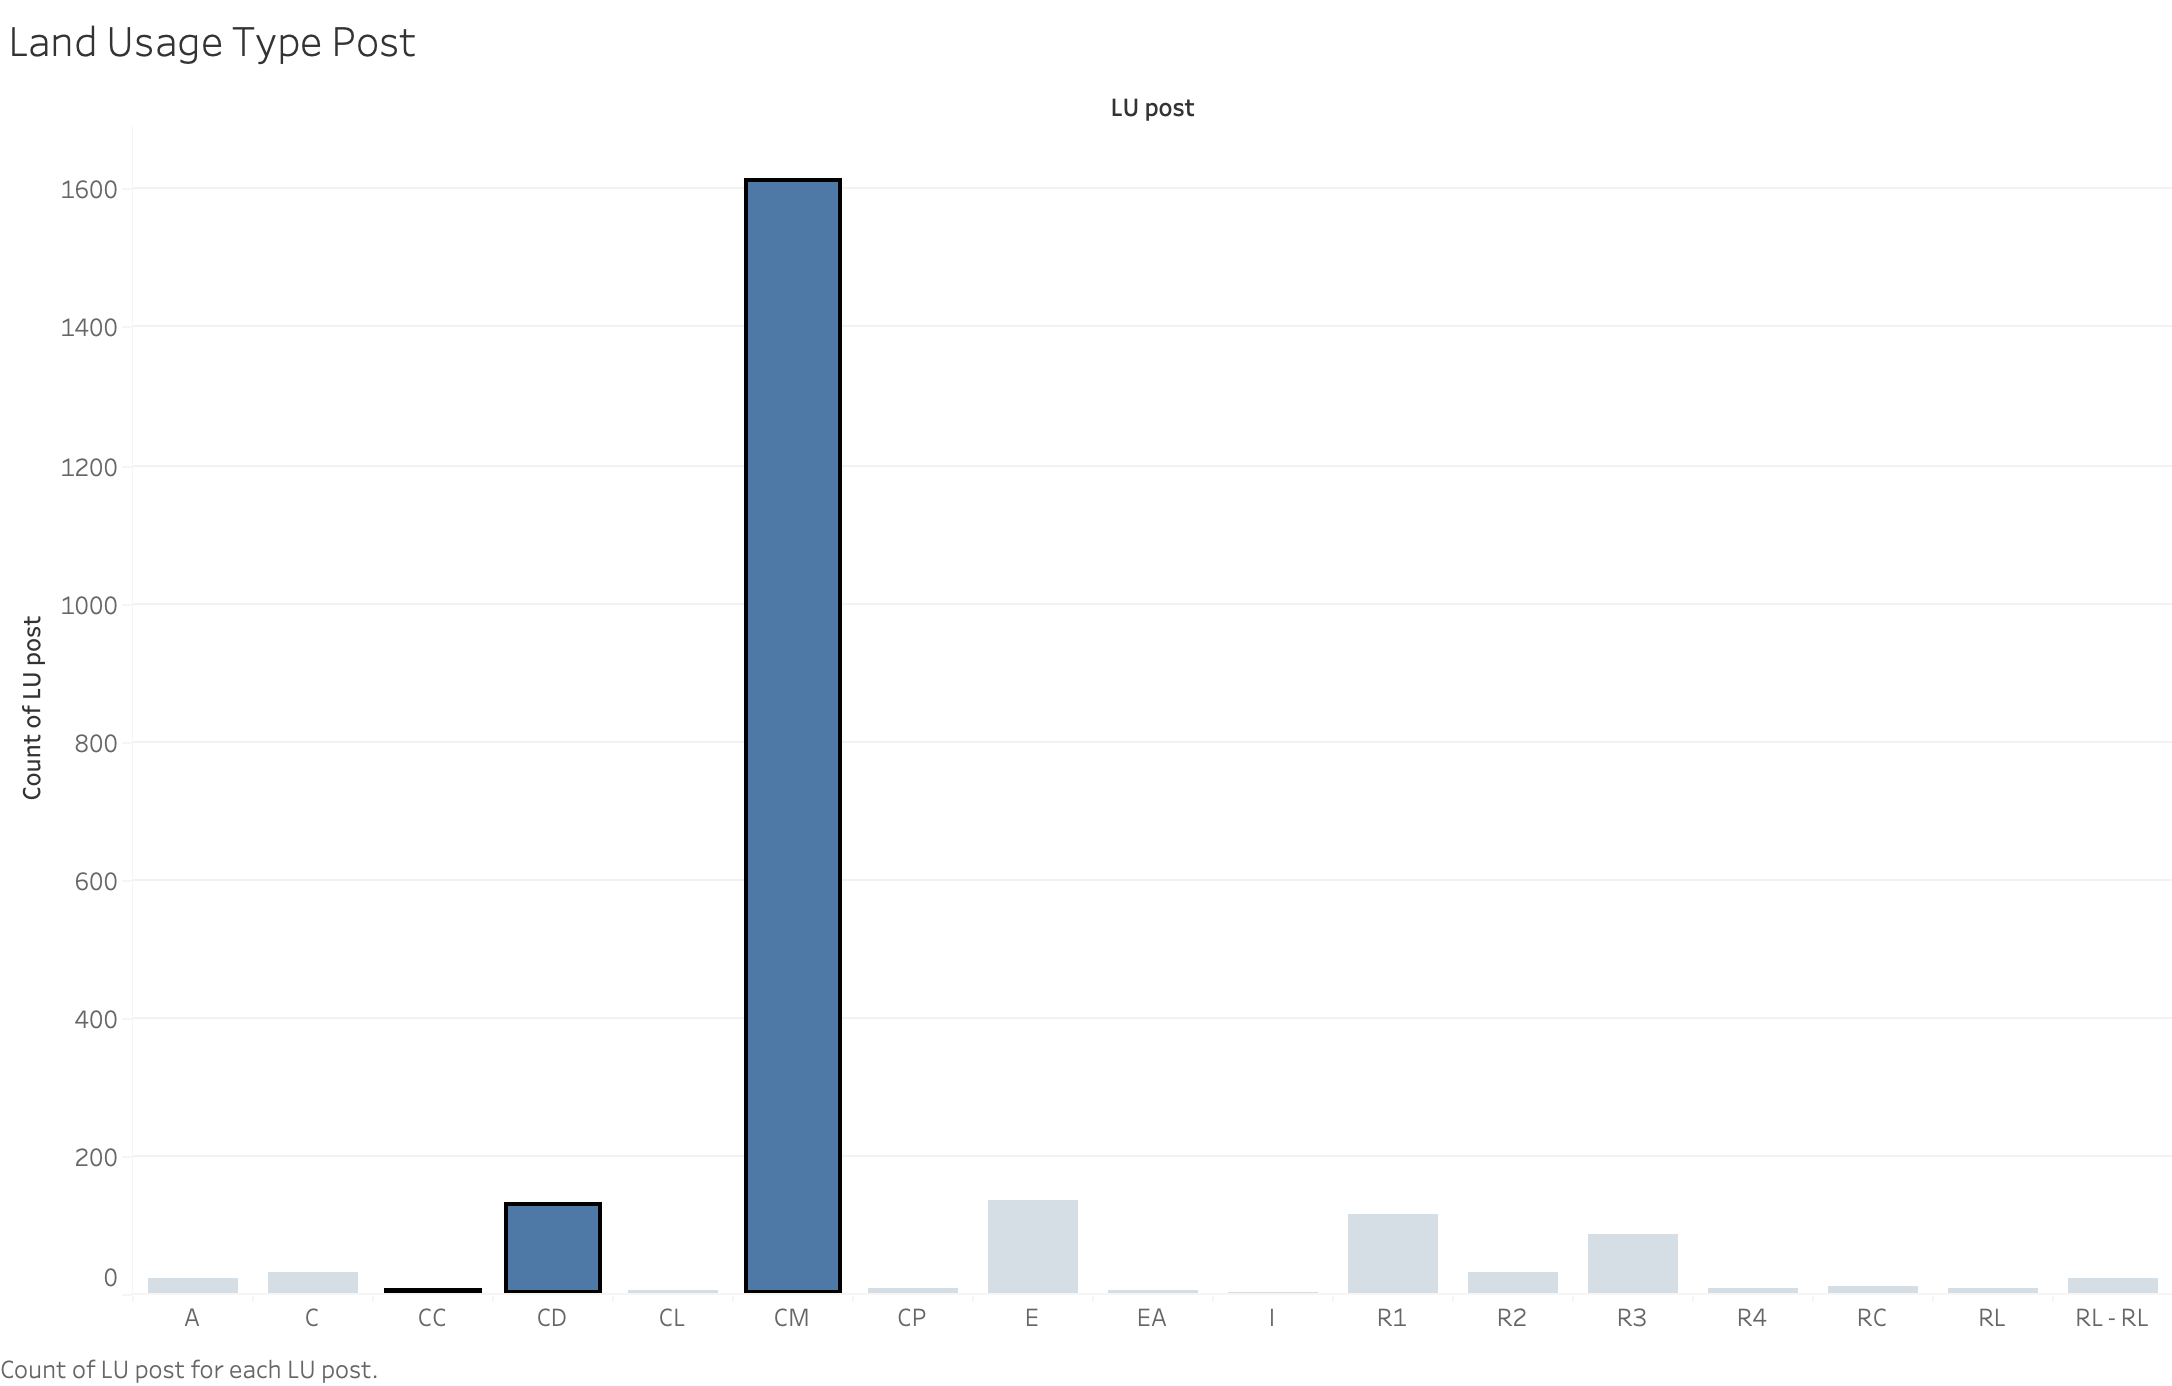 Land Usage Type Post
LU post
Count of LU post
1600
1400
1200
1000
800
600
400
200
0
A C CC CD CL CM CP E EA I R1 R2 R3 R4 RC RL RL - RL
Count of LU post for each LU post.